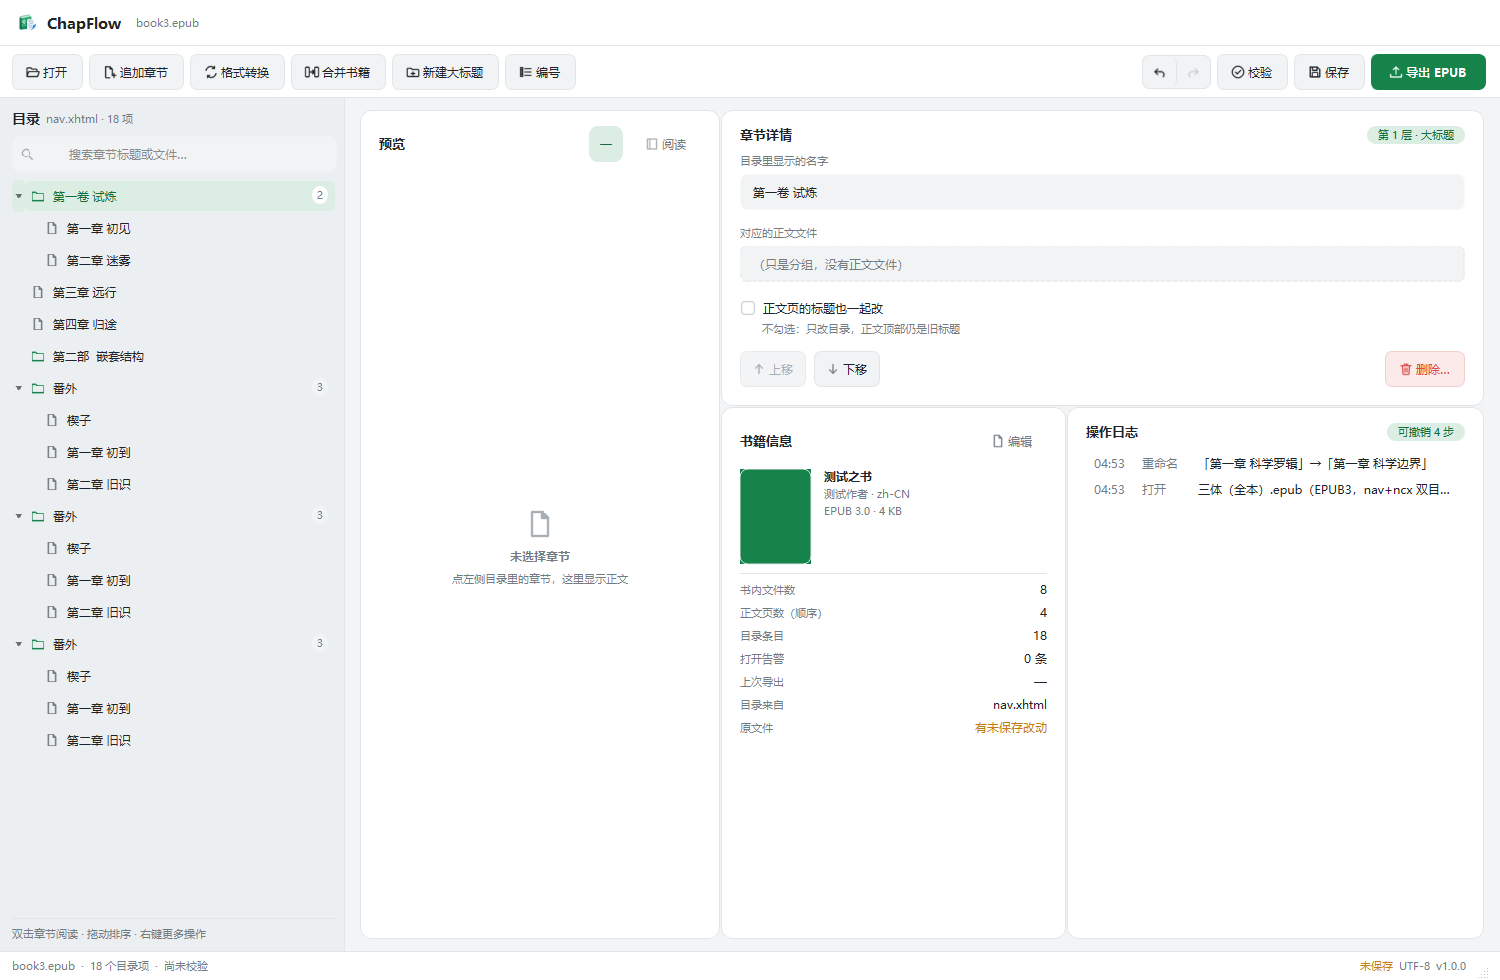 ChapFlow book3.epub
打开 追加章节 格式转换 合并书籍 新建大标题 编号 校验 保存 导出 EPUB
目录 nav.xhtml · 18 项
搜索章节标题或文件...
第一卷 试炼 2
第一章 初见
第二章 迷雾
第三章 远行
第四章 归途
第二部 嵌套结构
番外 3
楔子
第一章 初到
第二章 旧识
番外 3
楔子
第一章 初到
第二章 旧识
番外 3
楔子
第一章 初到
第二章 旧识
双击章节阅读 · 拖动排序 · 右键更多操作
预览 — 阅读
未选择章节
点左侧目录里的章节，这里显示正文
章节详情 第 1 层 · 大标题
目录里显示的名字
第一卷 试炼
对应的正文文件
（只是分组，没有正文文件）
正文页的标题也一起改
不勾选：只改目录，正文顶部仍是旧标题
上移 下移 删除...
书籍信息 编辑
测试之书
测试作者 · zh-CN
EPUB 3.0 · 4 KB
书内文件数 8
正文页数（顺序） 4
目录条目 18
打开告警 0 条
上次导出 —
目录来自 nav.xhtml
原文件 有未保存改动
操作日志 可撤销 4 步
04:53 重命名 「第一章 科学罗辑」→「第一章 科学边界」
04:53 打开 三体（全本）.epub（EPUB3，nav+ncx 双目...
book3.epub · 18 个目录项 · 尚未校验 未保存 UTF-8 v1.0.0